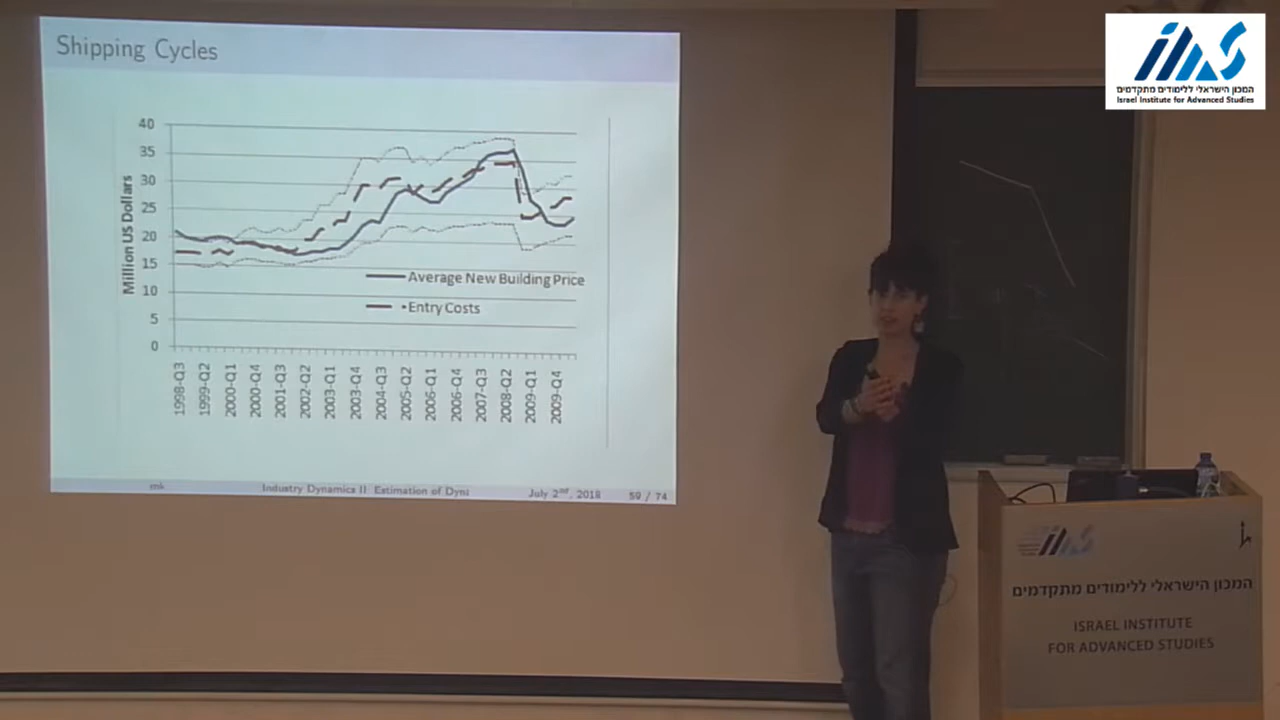 Shipping Cycles
40
35
30
25
20
15
10
5
0
Million US Dollars
Average New Building Price
Entry Costs
1998-Q3
1999-Q2
2000-Q1
2000-Q4
2001-Q3
2002-Q2
2003-Q1
2003-Q4
2004-Q3
2005-Q2
2006-Q1
2006-Q4
2007-Q3
2008-Q2
2009-Q1
2009-Q4
Industry Dynamics II Estimation of Dyna
July 2nd, 2018
59 / 74
המכון הישראלי ללימודים מתקדמים
Israel Institute for Advanced Studies
המכון הישראלי ללימודים מתקדמים
ISRAEL INSTITUTE
FOR ADVANCED STUDIES